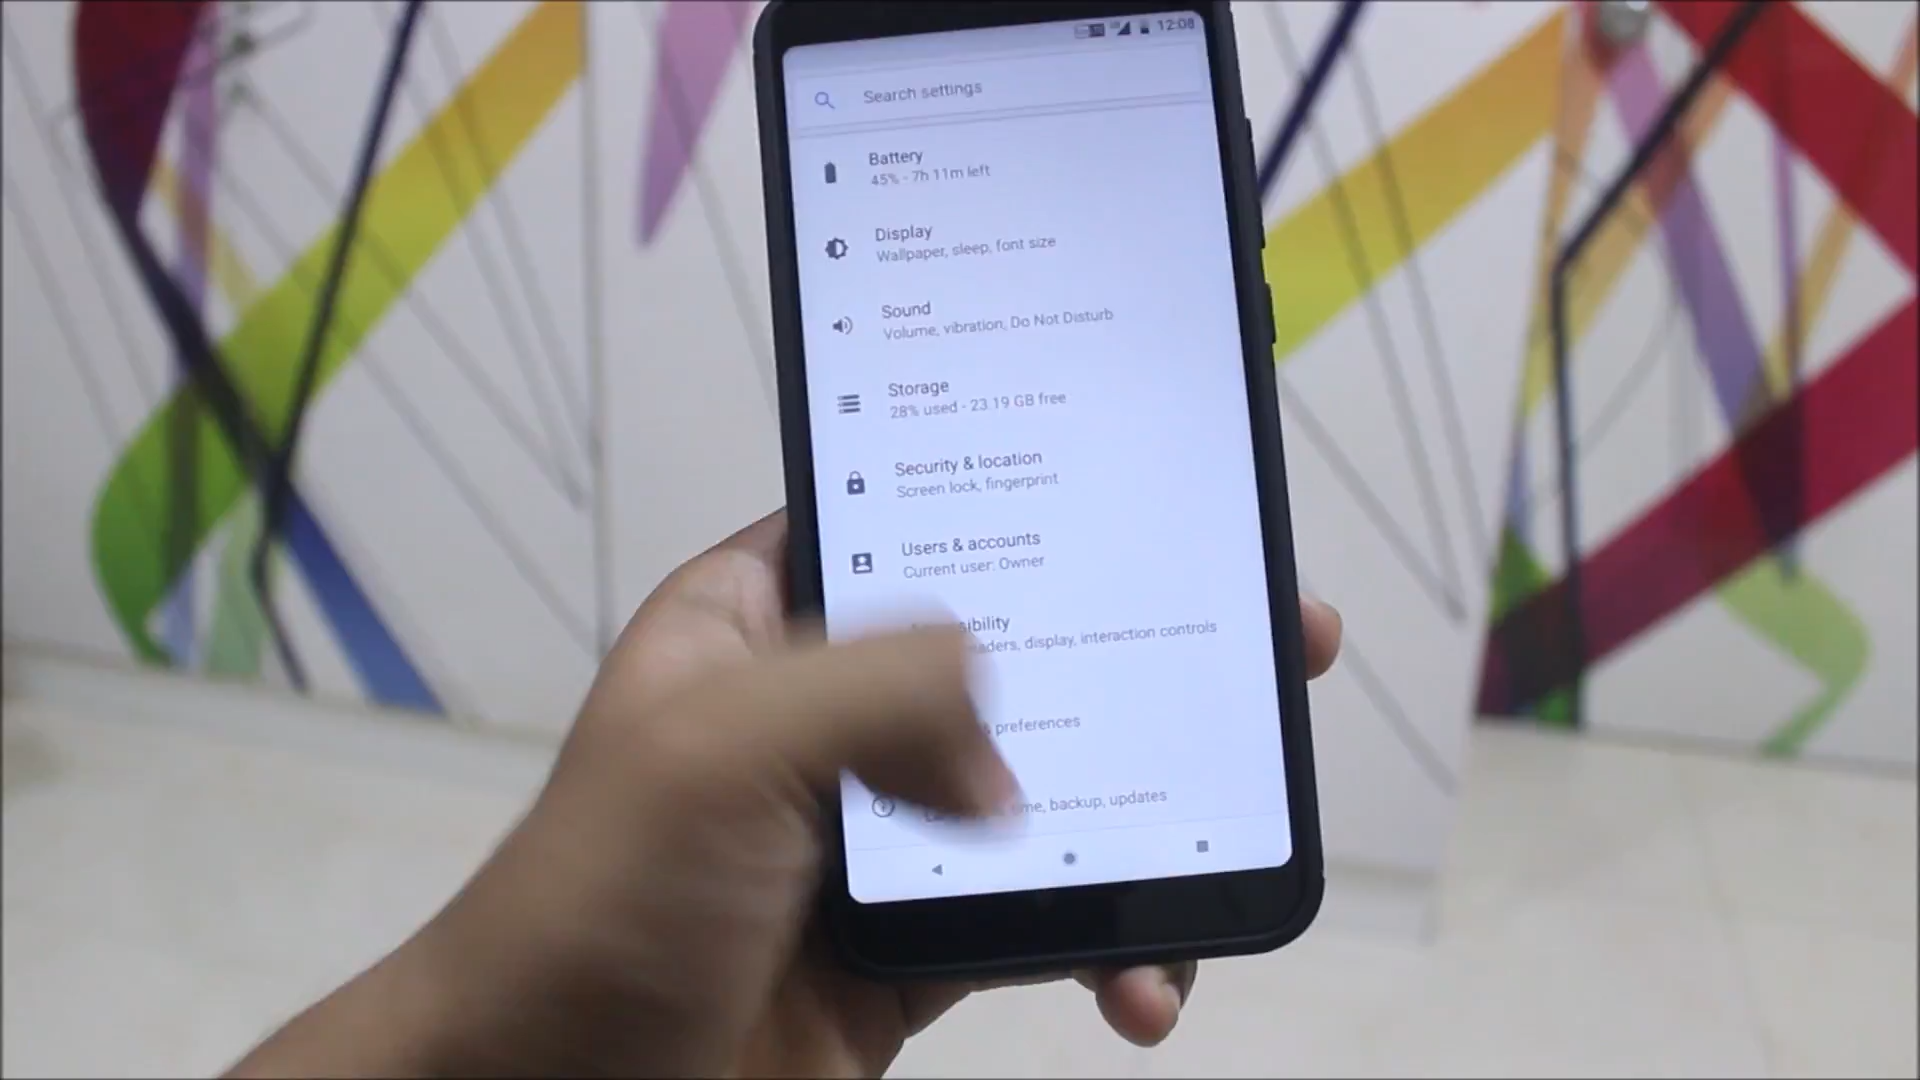 12:08
Search settings
Battery
45% - 7h 11m left
Display
Wallpaper, sleep, font size
Sound
Volume, vibration, Do Not Disturb
Storage
28% used - 23.19 GB free
Security & location
Screen lock, fingerprint
Users & accounts
Current user: Owner
display, interaction controls
preferences
backup, updates